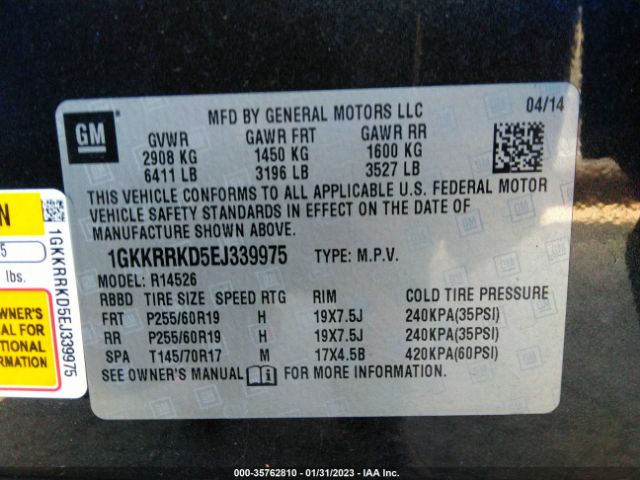 GM
MFD BY GENERAL MOTORS LLC 04/14
GVWR GAWR FRT GAWR RR
2908 KG 1450 KG 1600 KG
6411 LB 3196 LB 3527 LB
THIS VEHICLE CONFORMS TO ALL APPLICABLE U.S. FEDERAL MOTOR
VEHICLE SAFETY STANDARDS IN EFFECT ON THE DATE OF
MANUFACTURE SHOWN ABOVE.
1GKKRRKD5EJ339975 TYPE: M.P.V.
MODEL: R14526
RBBD TIRE SIZE SPEED RTG RIM COLD TIRE PRESSURE
FRT P255/60R19 H 19X7.5J 240KPA(35PSI)
RR P255/60R19 H 19X7.5J 240KPA(35PSI)
SPA T145/70R17 M 17X4.5B 420KPA(60PSI)
SEE OWNER'S MANUAL FOR MORE INFORMATION.
N
5
lbs.
OWNER'S
AL FOR
TIONAL
MATION
1GKKRRKD5EJ339975
000-35762810 - 01/31/2023 - IAA Inc.